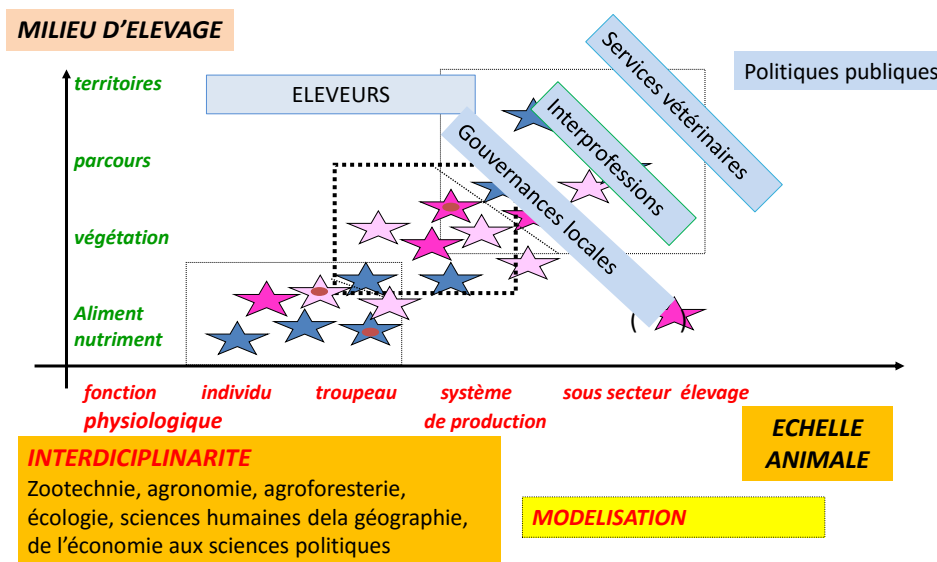 MILIEU D'ELEVAGE
territoires
parcours
végétation
Aliment
nutriment
ELEVEURS
Gouvernances locales
Interprofessions
Services vétérinaires
Politiques publiques
( )
fonction
physiologique
individu
troupeau
système
de production
sous secteur élevage
ECHELLE
ANIMALE
INTERDICIPLINARITE
Zootechnie, agronomie, agroforesterie,
écologie, sciences humaines dela géographie,
de l'économie aux sciences politiques
MODELISATION